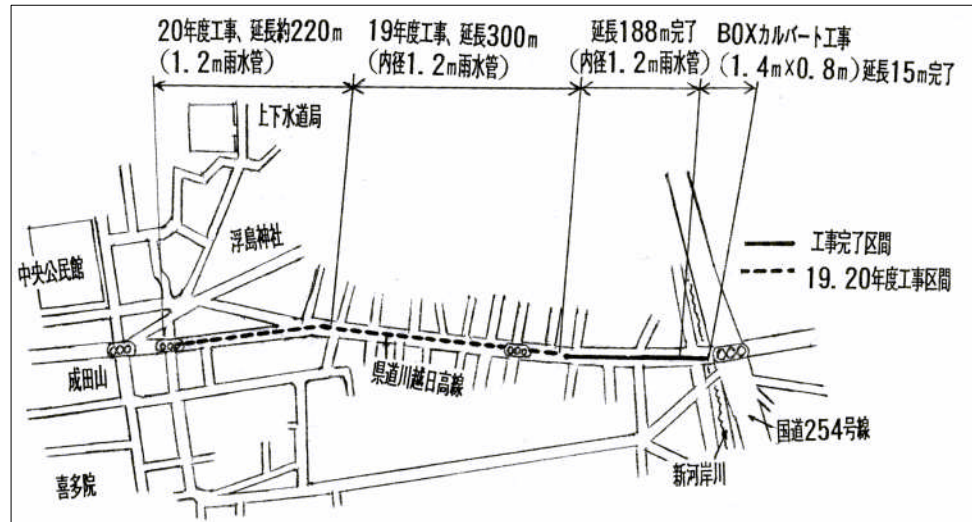 20年度工事、延長約220m
(1.2m雨水管)
19年度工事、延長300m
(内径1.2m雨水管)
延長188m完了
(内径1.2m雨水管)
BOXカルバート工事
(1.4m×0.8m)延長15m完了
上下水道局
浮島神社
中央公民館
工事完了区間
19.20年度工事区間
成田山
県道川越日高線
国道254号線
新河岸川
喜多院